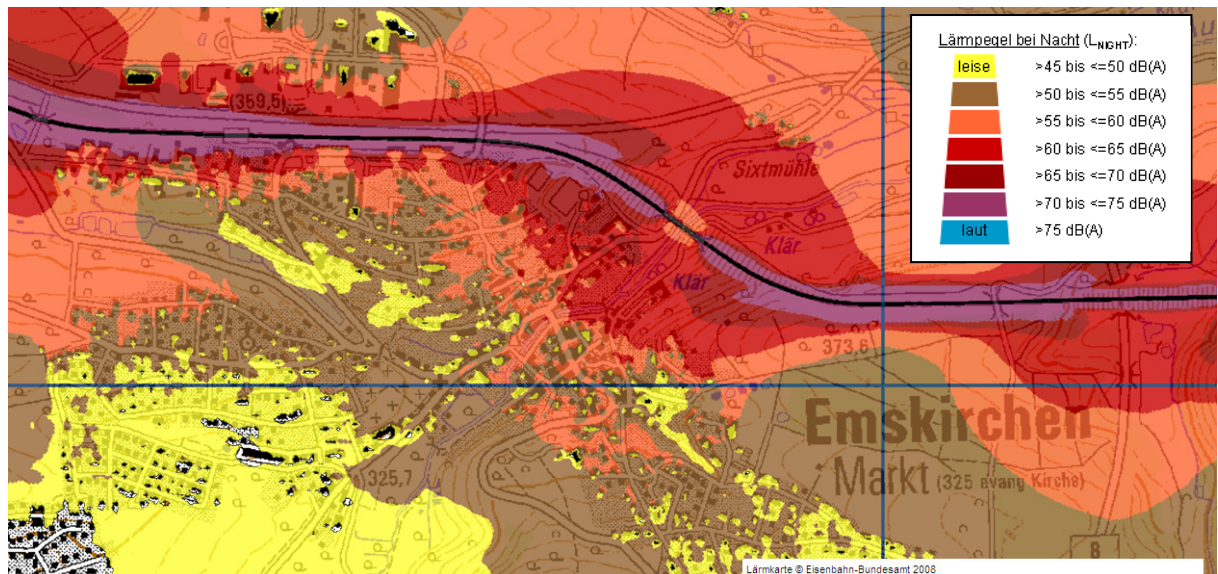 Lärmpegel bei Nacht (L_NIGHT):
leise >45 bis <=50 dB(A)
>50 bis <=55 dB(A)
>55 bis <=60 dB(A)
>60 bis <=65 dB(A)
>65 bis <=70 dB(A)
>70 bis <=75 dB(A)
laut >75 dB(A)
(359,5)
Sixtmühle
Klär
Klär
373,6
Emskirchen
Markt (325 evang Kirche)
325,7
8
Lärmkarte © Eisenbahn-Bundesamt 2008